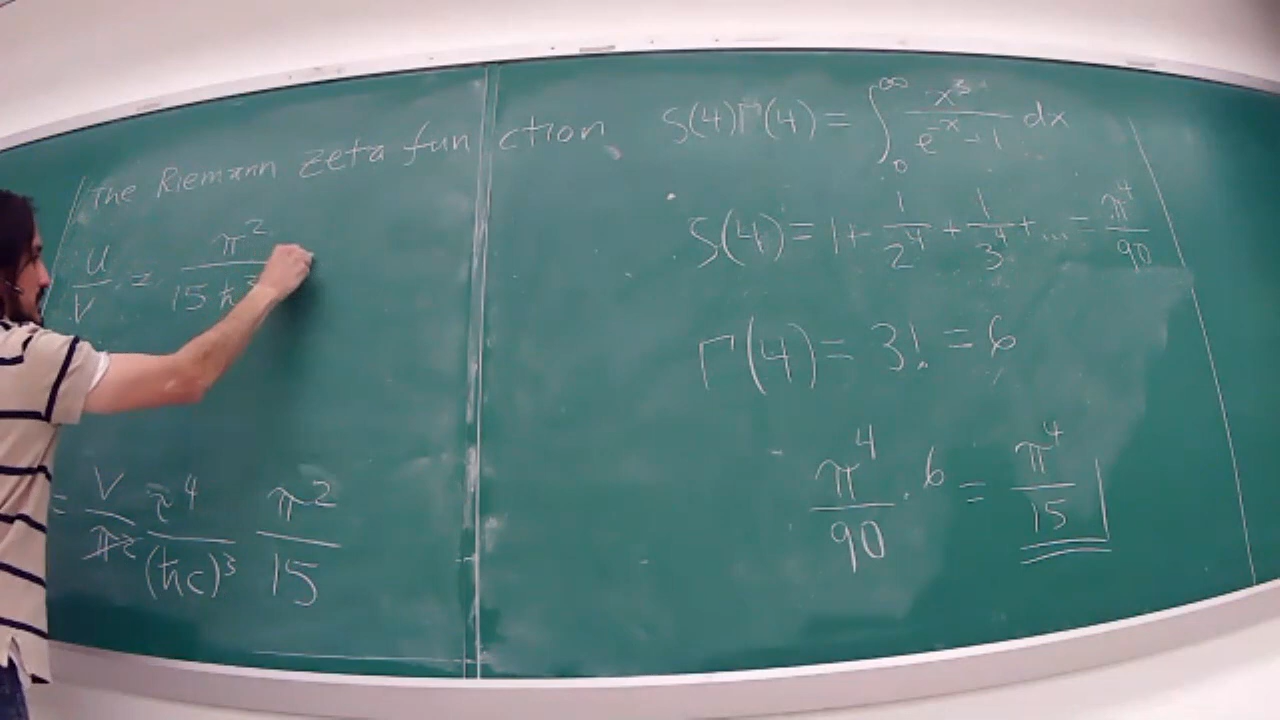 The Riemann zeta function
U/V = π²/15 ħ³
= V/π² τ⁴/(ħc)³ π²/15
ζ(4)Γ(4) = ∫₀^∞ x³/(e^-x -1) dx
ζ(4) = 1 + 1/2⁴ + 1/3⁴ + ... = π⁴/90
Γ(4) = 3! = 6
π⁴/90 · 6 = π⁴/15